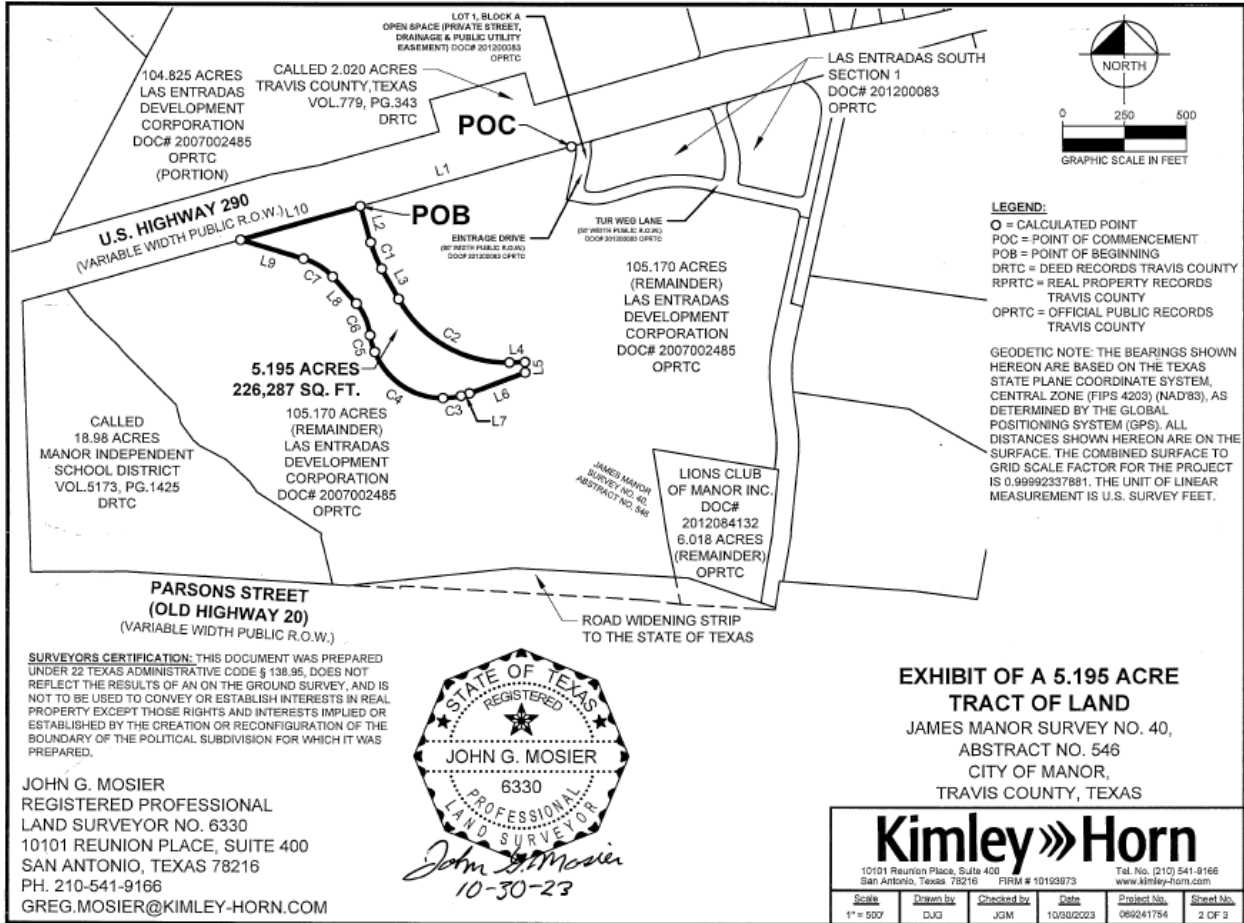 LOT 1, BLOCK A
OPEN SPACE (PRIVATE STREET,
DRAINAGE & PUBLIC UTILITY
EASEMENT) DOC# 201200083
OPRTC
104.825 ACRES
LAS ENTRADAS
DEVELOPMENT
CORPORATION
DOC# 2007002485
OPRTC
(PORTION)
CALLED 2.020 ACRES
TRAVIS COUNTY, TEXAS
VOL.779, PG.343
DRTC
POC
LAS ENTRADAS SOUTH
SECTION 1
DOC# 201200083
OPRTC
NORTH
0 250 500
GRAPHIC SCALE IN FEET
L1
U.S. HIGHWAY 290
(VARIABLE WIDTH PUBLIC R.O.W.)
L10
POB
L2
C1
L3
EINTRAGE DRIVE
(50' WIDTH PUBLIC R.O.W.)
DOC# 201200083 OPRTC
TUR WEG LANE
(50' WIDTH PUBLIC R.O.W.)
DOC# 201200083 OPRTC
L9
C7
L8
C6
C5
C2
L4
L5
L6
L7
C3
C4
5.195 ACRES
226,287 SQ. FT.
105.170 ACRES
(REMAINDER)
LAS ENTRADAS
DEVELOPMENT
CORPORATION
DOC# 2007002485
OPRTC
105.170 ACRES
(REMAINDER)
LAS ENTRADAS
DEVELOPMENT
CORPORATION
DOC# 2007002485
OPRTC
CALLED
18.98 ACRES
MANOR INDEPENDENT
SCHOOL DISTRICT
VOL.5173, PG.1425
DRTC
JAMES MANOR
SURVEY NO. 40,
ABSTRACT NO. 546
LIONS CLUB
OF MANOR INC.
DOC#
2012084132
6.018 ACRES
(REMAINDER)
OPRTC
LEGEND:
O = CALCULATED POINT
POC = POINT OF COMMENCEMENT
POB = POINT OF BEGINNING
DRTC = DEED RECORDS TRAVIS COUNTY
RPRTC = REAL PROPERTY RECORDS
TRAVIS COUNTY
OPRTC = OFFICIAL PUBLIC RECORDS
TRAVIS COUNTY
GEODETIC NOTE: THE BEARINGS SHOWN
HEREON ARE BASED ON THE TEXAS
STATE PLANE COORDINATE SYSTEM,
CENTRAL ZONE (FIPS 4203) (NAD'83), AS
DETERMINED BY THE GLOBAL
POSITIONING SYSTEM (GPS). ALL
DISTANCES SHOWN HEREON ARE ON THE
SURFACE. THE COMBINED SURFACE TO
GRID SCALE FACTOR FOR THE PROJECT
IS 0.99992337881. THE UNIT OF LINEAR
MEASUREMENT IS U.S. SURVEY FEET.
PARSONS STREET
(OLD HIGHWAY 20)
(VARIABLE WIDTH PUBLIC R.O.W.)
ROAD WIDENING STRIP
TO THE STATE OF TEXAS
SURVEYORS CERTIFICATION: THIS DOCUMENT WAS PREPARED
UNDER 22 TEXAS ADMINISTRATIVE CODE § 138.95, DOES NOT
REFLECT THE RESULTS OF AN ON THE GROUND SURVEY, AND IS
NOT TO BE USED TO CONVEY OR ESTABLISH INTERESTS IN REAL
PROPERTY EXCEPT THOSE RIGHTS AND INTERESTS IMPLIED OR
ESTABLISHED BY THE CREATION OR RECONFIGURATION OF THE
BOUNDARY OF THE POLITICAL SUBDIVISION FOR WHICH IT WAS
PREPARED.
JOHN G. MOSIER
REGISTERED PROFESSIONAL
LAND SURVEYOR NO. 6330
10101 REUNION PLACE, SUITE 400
SAN ANTONIO, TEXAS 78216
PH. 210-541-9166
GREG.MOSIER@KIMLEY-HORN.COM
STATE OF TEXAS
REGISTERED
JOHN G. MOSIER
6330
PROFESSIONAL
LAND SURVEYOR
John G. Mosier
10-30-23
EXHIBIT OF A 5.195 ACRE
TRACT OF LAND
JAMES MANOR SURVEY NO. 40,
ABSTRACT NO. 546
CITY OF MANOR,
TRAVIS COUNTY, TEXAS
Kimley»Horn
10101 Reunion Place, Suite 400 Tel. No. (210) 541-9166
San Antonio, Texas 78216 FIRM # 10193973 www.kimley-horn.com
Scale Drawn by Checked by Date Project No. Sheet No.
1" = 500' DJG JGM 10/30/2023 069241754 2 OF 3